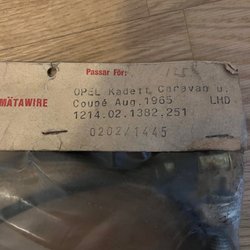 Passar För:
OPEL Kadett Caravan o.
MÄTAWIRE Coupé Aug.1965 LHD
1214.02.1382.251
0202/1445